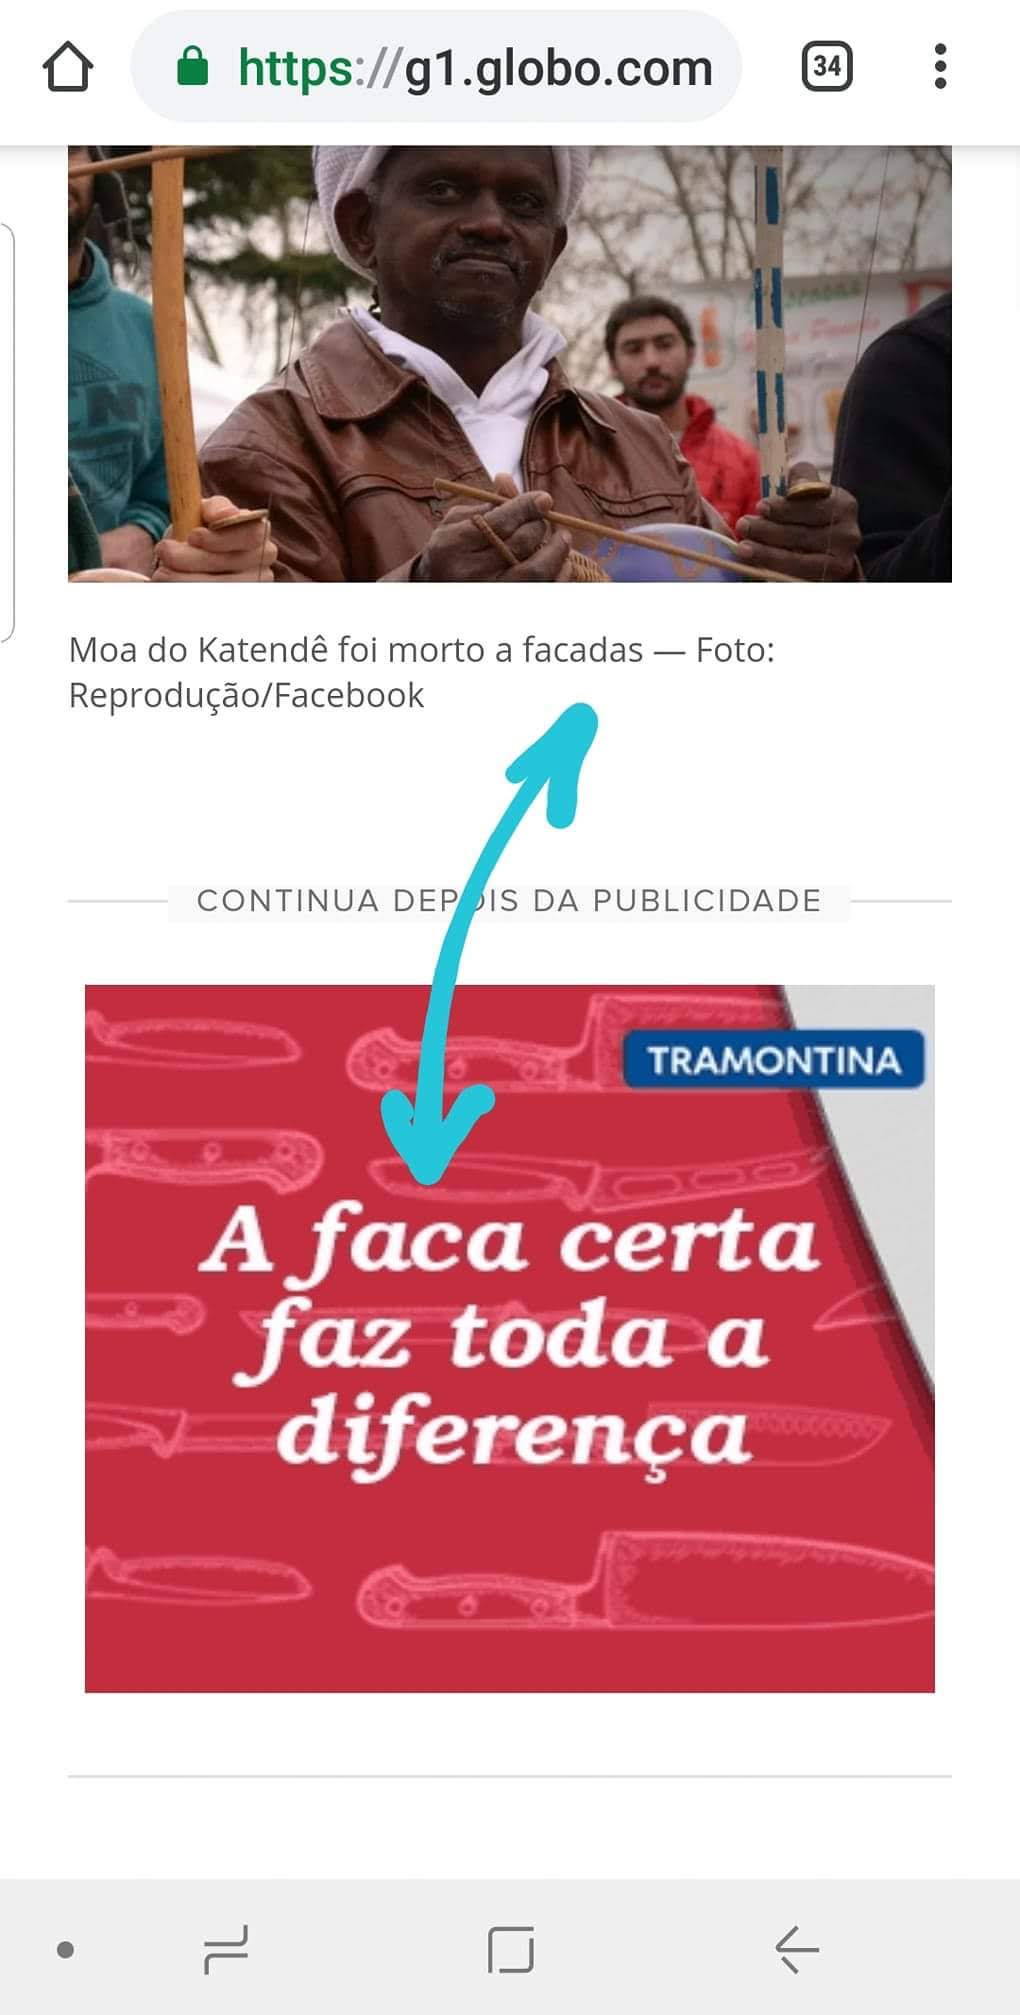 https://g1.globo.com
34
Moa do Katendê foi morto a facadas — Foto:
Reprodução/Facebook
CONTINUA DEPOIS DA PUBLICIDADE
TRAMONTINA
A faca certa
faz toda a
diferença